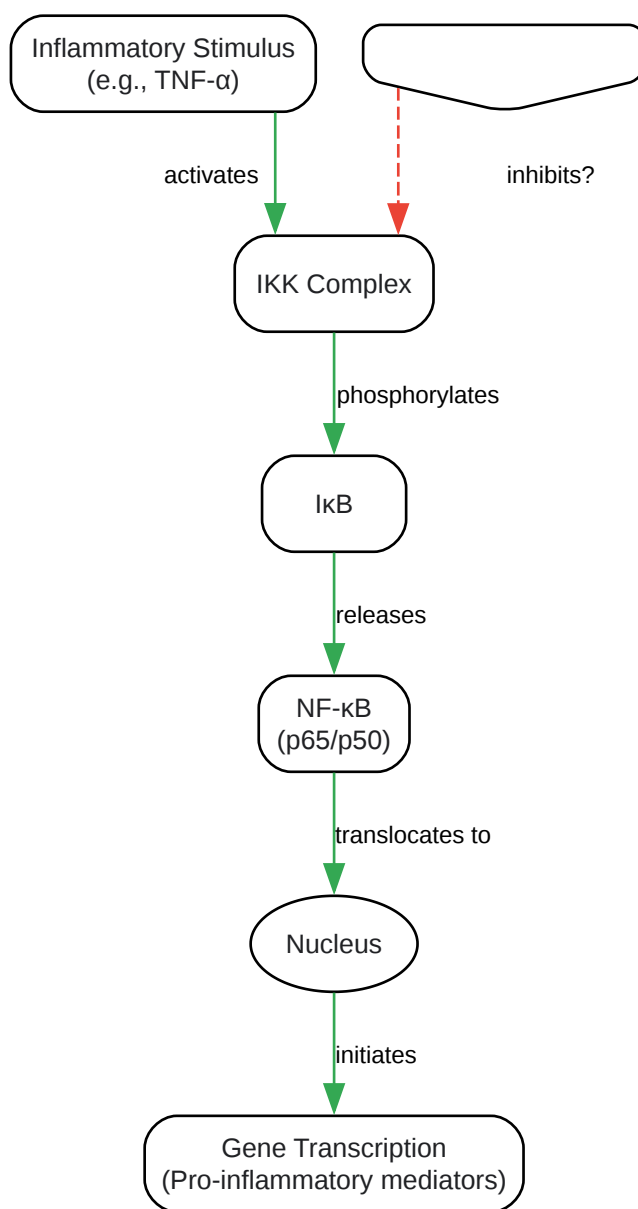 Inflammatory Stimulus
(e.g., TNF-α)
activates
inhibits?
IKK Complex
phosphorylates
IκB
releases
NF-κB
(p65/p50)
translocates to
Nucleus
initiates
Gene Transcription
(Pro-inflammatory mediators)